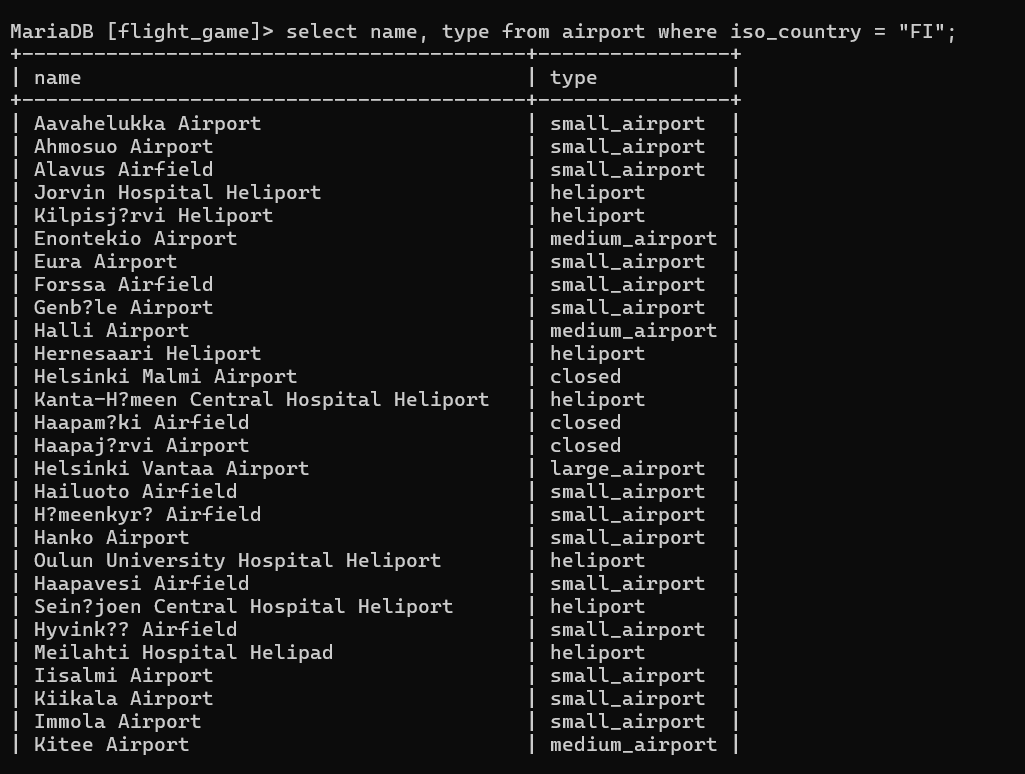 MariaDB [flight_game]> select name, type from airport where iso_country = "FI";
+------------------------------------------+----------------+
| name                                     | type           |
+------------------------------------------+----------------+
| Aavahelukka Airport                      | small_airport  |
| Ahmosuo Airport                          | small_airport  |
| Alavus Airfield                          | small_airport  |
| Jorvin Hospital Heliport                 | heliport       |
| Kilpisj?rvi Heliport                     | heliport       |
| Enontekio Airport                        | medium_airport |
| Eura Airport                             | small_airport  |
| Forssa Airfield                          | small_airport  |
| Genb?le Airport                          | small_airport  |
| Halli Airport                            | medium_airport |
| Hernesaari Heliport                      | heliport       |
| Helsinki Malmi Airport                   | closed         |
| Kanta-H?meen Central Hospital Heliport   | heliport       |
| Haapam?ki Airfield                       | closed         |
| Haapaj?rvi Airport                       | closed         |
| Helsinki Vantaa Airport                  | large_airport  |
| Hailuoto Airfield                        | small_airport  |
| H?meenkyr? Airfield                      | small_airport  |
| Hanko Airport                            | small_airport  |
| Oulun University Hospital Heliport       | heliport       |
| Haapavesi Airfield                       | small_airport  |
| Sein?joen Central Hospital Heliport      | heliport       |
| Hyvink?? Airfield                        | small_airport  |
| Meilahti Hospital Helipad                | heliport       |
| Iisalmi Airport                          | small_airport  |
| Kiikala Airport                          | small_airport  |
| Immola Airport                           | small_airport  |
| Kitee Airport                            | medium_airport |